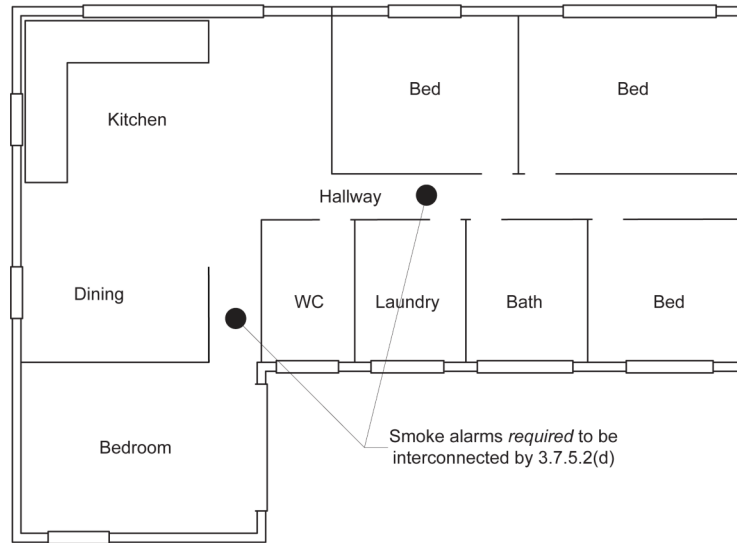 Bed
Bed
Kitchen
Hallway
Dining
WC
Laundry
Bath
Bed
Bedroom
Smoke alarms required to be
interconnected by 3.7.5.2(d)